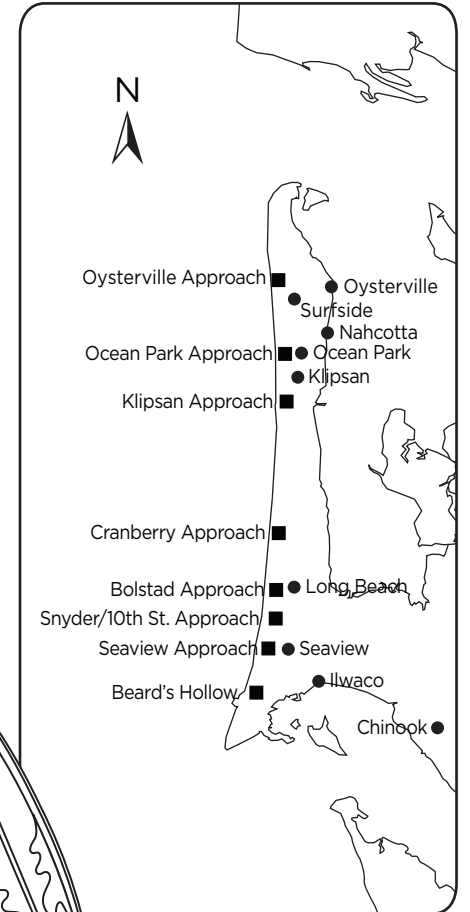 N
Oysterville Approach
Oysterville
Surfside
Nahcotta
Ocean Park Approach
Ocean Park
Klipsan
Klipsan Approach
Cranberry Approach
Bolstad Approach
Long Beach
Snyder/10th St. Approach
Seaview Approach
Seaview
Ilwaco
Beard’s Hollow
Chinook